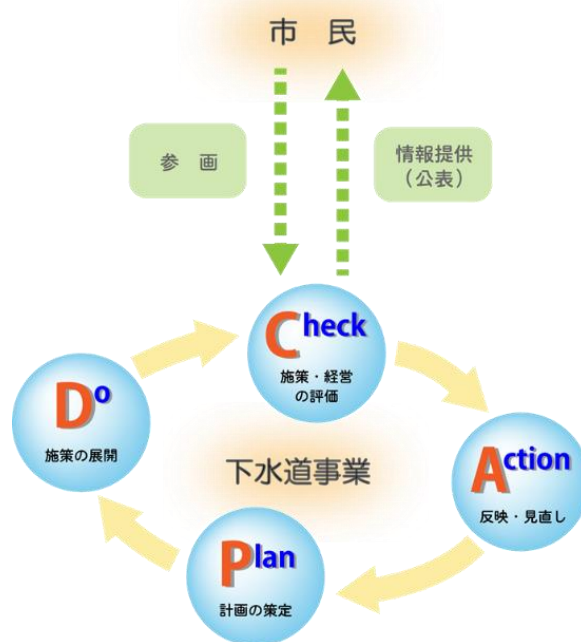 市　民
参　画
情報提供
（公表）
Check
施策・経営
の評価
Do
施策の展開
Action
反映・見直し
下水道事業
Plan
計画の策定